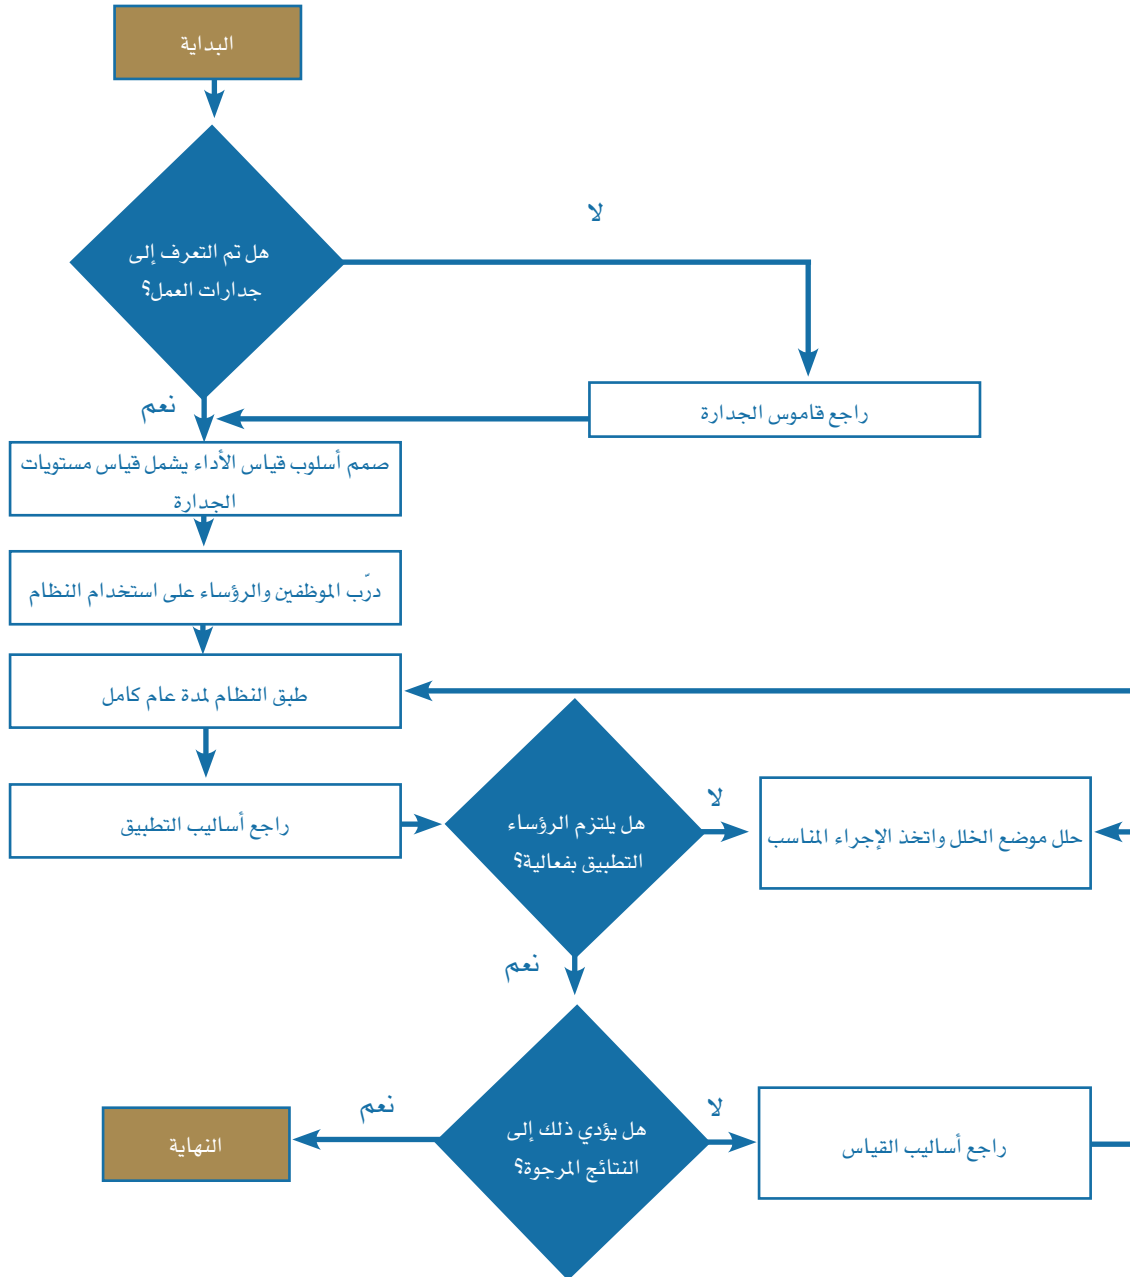 البداية
هل تم التعرف إلى
جدارات العمل؟
لا
نعم
راجع قاموس الجدارة
صمم أسلوب قياس الأداء يشمل قياس مستويات
الجدارة
درّب الموظفين والرؤساء على استخدام النظام
طبق النظام لمدة عام كامل
راجع أساليب التطبيق
هل يلتزم الرؤساء
التطبيق بفعالية؟
لا
حلل موضع الخلل واتخذ الإجراء المناسب
نعم
هل يؤدي ذلك إلى
النتائج المرجوة؟
لا
راجع أساليب القياس
نعم
النهاية